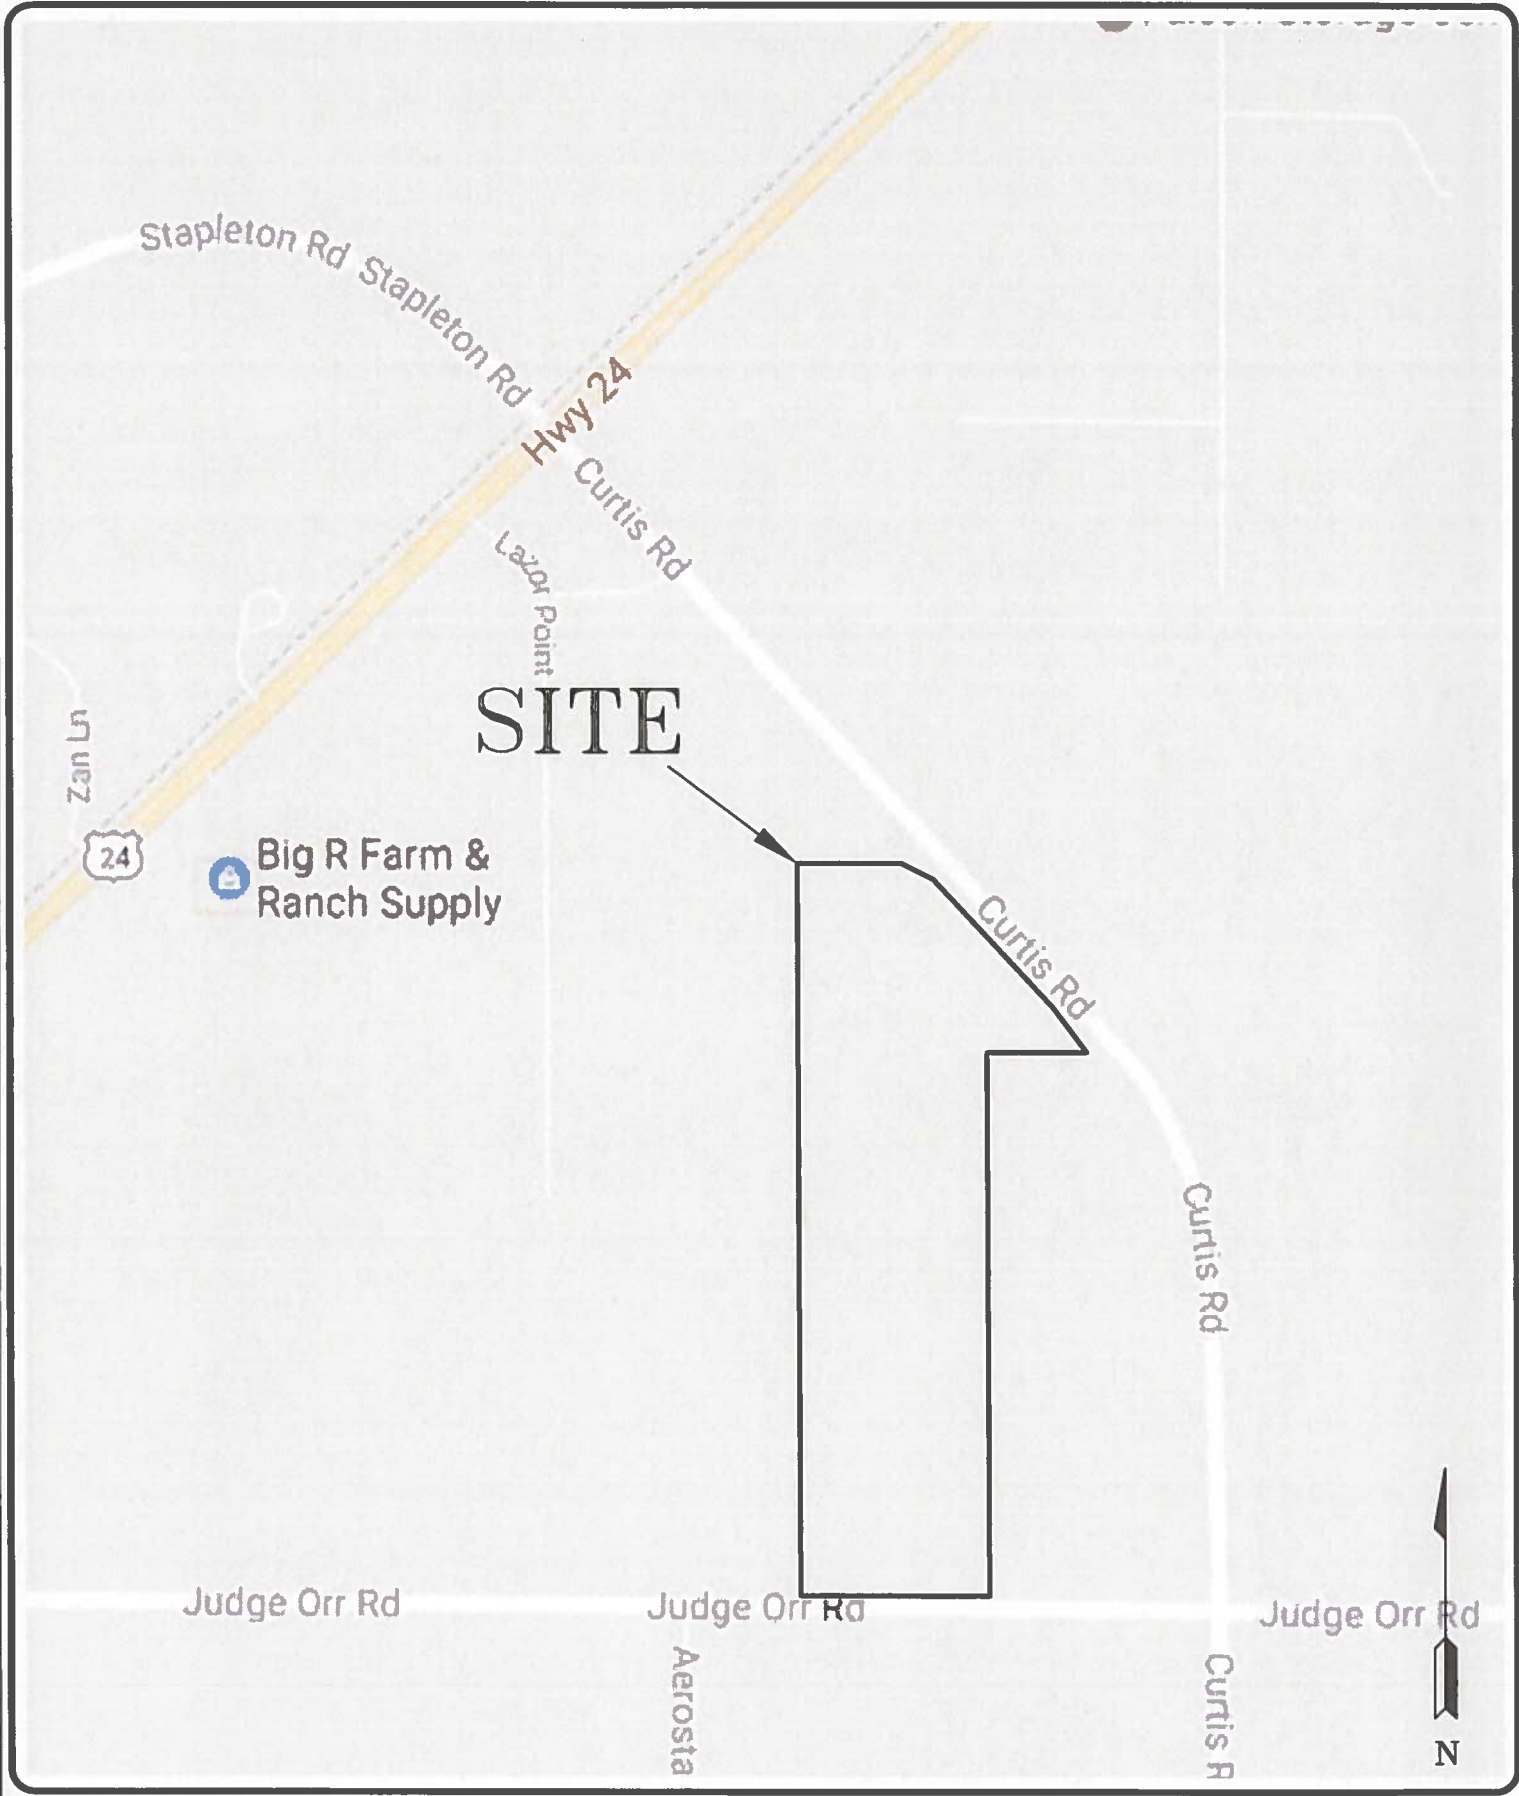 Stapleton Rd
Stapleton Rd
Hwy 24
Curtis Rd
Lazor Point
SITE
Zan Ln
24
Big R Farm &
Ranch Supply
Curtis Rd
Curtis Rd
Judge Orr Rd
Judge Orr Rd
Judge Orr Rd
Aerosta
Curtis R
N